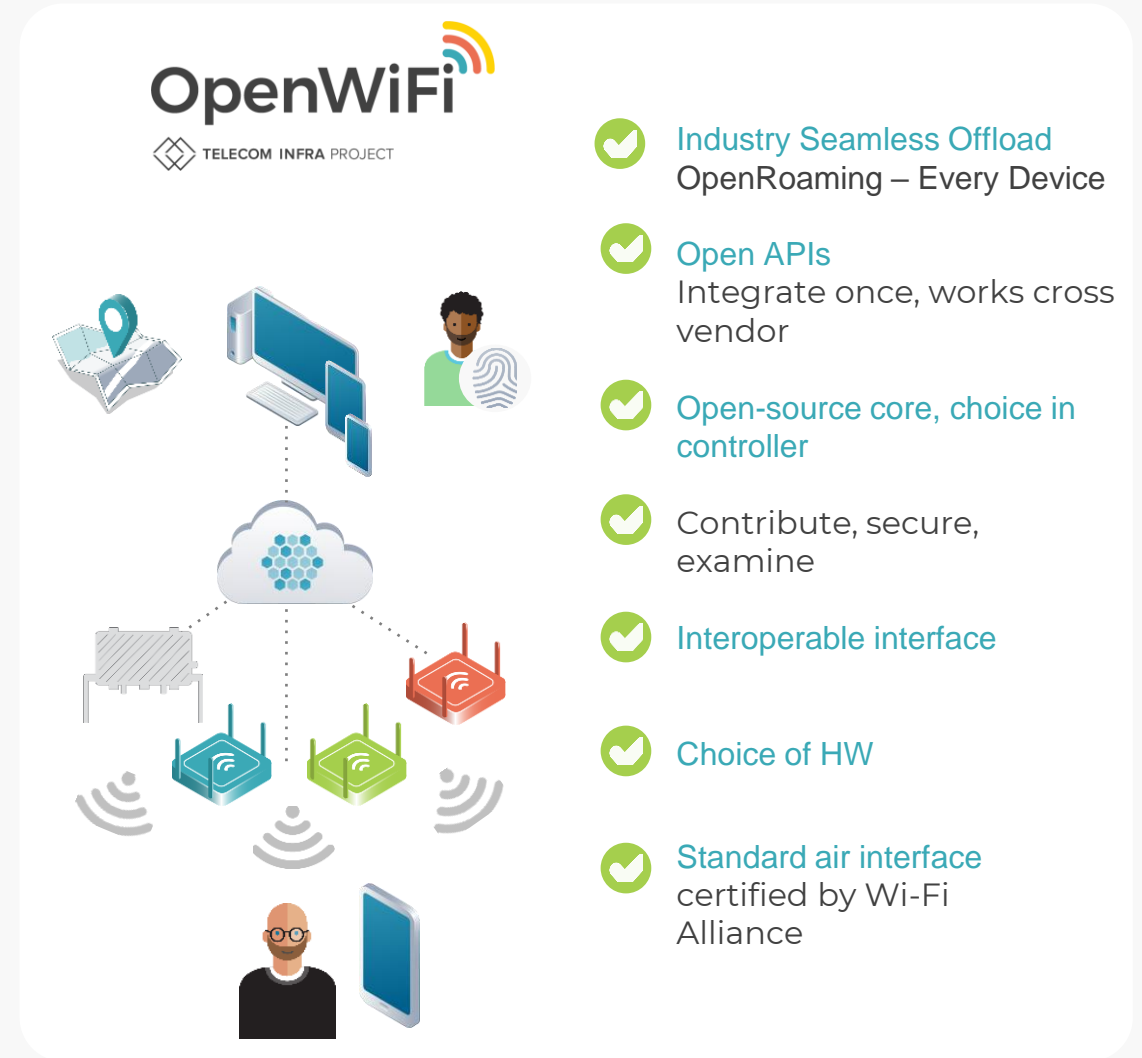 OpenWiFi
TELECOM INFRA PROJECT
Industry Seamless Offload
OpenRoaming – Every Device
Open APIs
Integrate once, works cross
vendor
Open-source core, choice in
controller
Contribute, secure,
examine
Interoperable interface
Choice of HW
Standard air interface
certified by Wi-Fi
Alliance